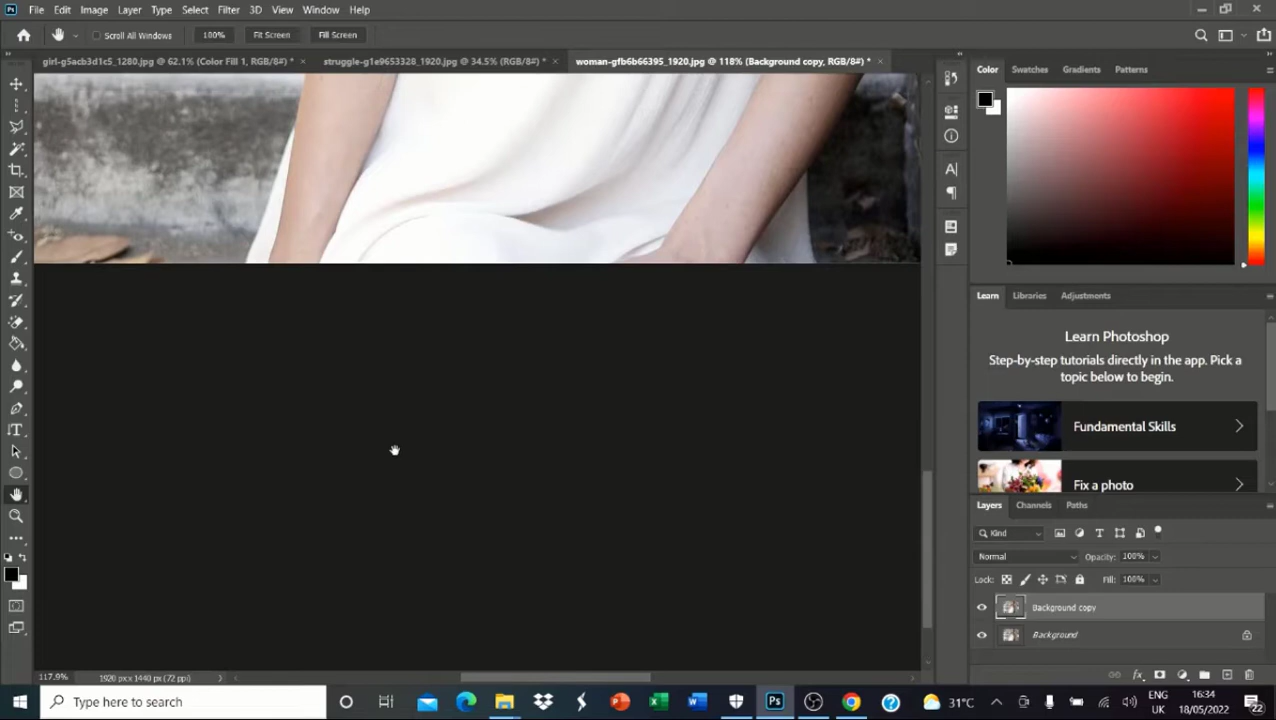 Ps File Edit Image Layer Type Select Filter 3D View Window Help
Scroll All Windows 100% Fit Screen Fill Screen
girl-g5acb3d1c5_1280.jpg @ 62.1% (Color Fill 1, RGB/8#) * × struggle-g1e9653328_1920.jpg @ 34.5% (RGB/8#) * × woman-gfb6b66395_1920.jpg @ 118% (Background copy, RGB/8#) * ×
Color Swatches Gradients Patterns
Learn Libraries Adjustments
Learn Photoshop
Step-by-step tutorials directly in the app. Pick a
topic below to begin.
Fundamental Skills
Fix a photo
Layers Channels Paths
Kind
Normal Opacity: 100%
Lock: Fill: 100%
Background copy
Background
117.9% 1920 px x 1440 px (72 ppi)
Type here to search
31°C
ENG
UK
16:34
18/05/2022
22